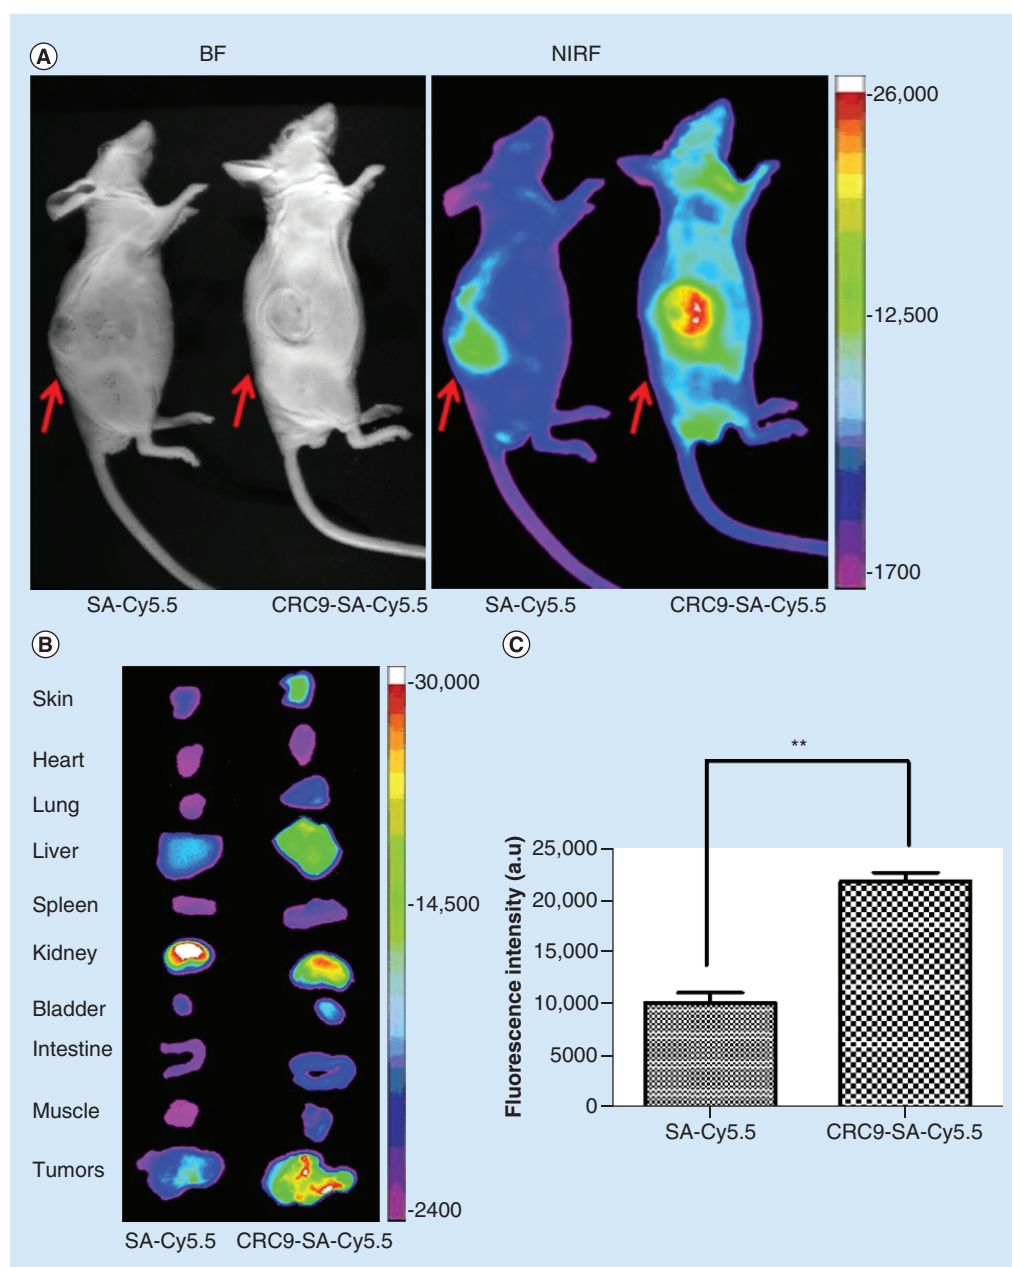 A
BF
NIRF
-26,000
-12,500
-1700
SA-Cy5.5
CRC9-SA-Cy5.5
SA-Cy5.5
CRC9-SA-Cy5.5
B
Skin
Heart
Lung
Liver
Spleen
Kidney
Bladder
Intestine
Muscle
Tumors
-30,000
-14,500
-2400
SA-Cy5.5
CRC9-SA-Cy5.5
C
**
Fluorescence intensity (a.u)
25,000
20,000
15,000
10,000
5000
0
SA-Cy5.5
CRC9-SA-Cy5.5